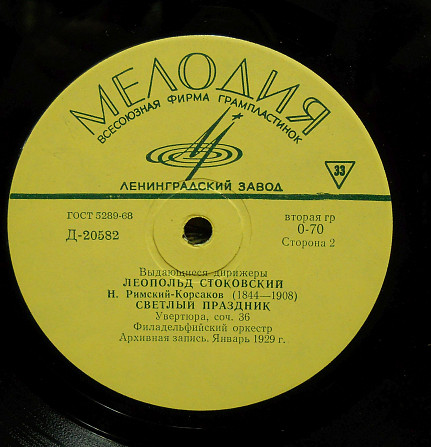 МЕЛОДИЯ
ВСЕСОЮЗНАЯ ФИРМА ГРАМПЛАСТИНОК
33
ЛЕНИНГРАДСКИЙ ЗАВОД
ГОСТ 5289-68
вторая гр
Д-20582
0-70
Сторона 2
Выдающиеся дирижеры
ЛЕОПОЛЬД СТОКОВСКИЙ
Н. Римский-Корсаков (1844—1908)
СВЕТЛЫЙ ПРАЗДНИК
Увертюра, соч. 36
Филадельфийский оркестр
Архивная запись. Январь 1929 г.